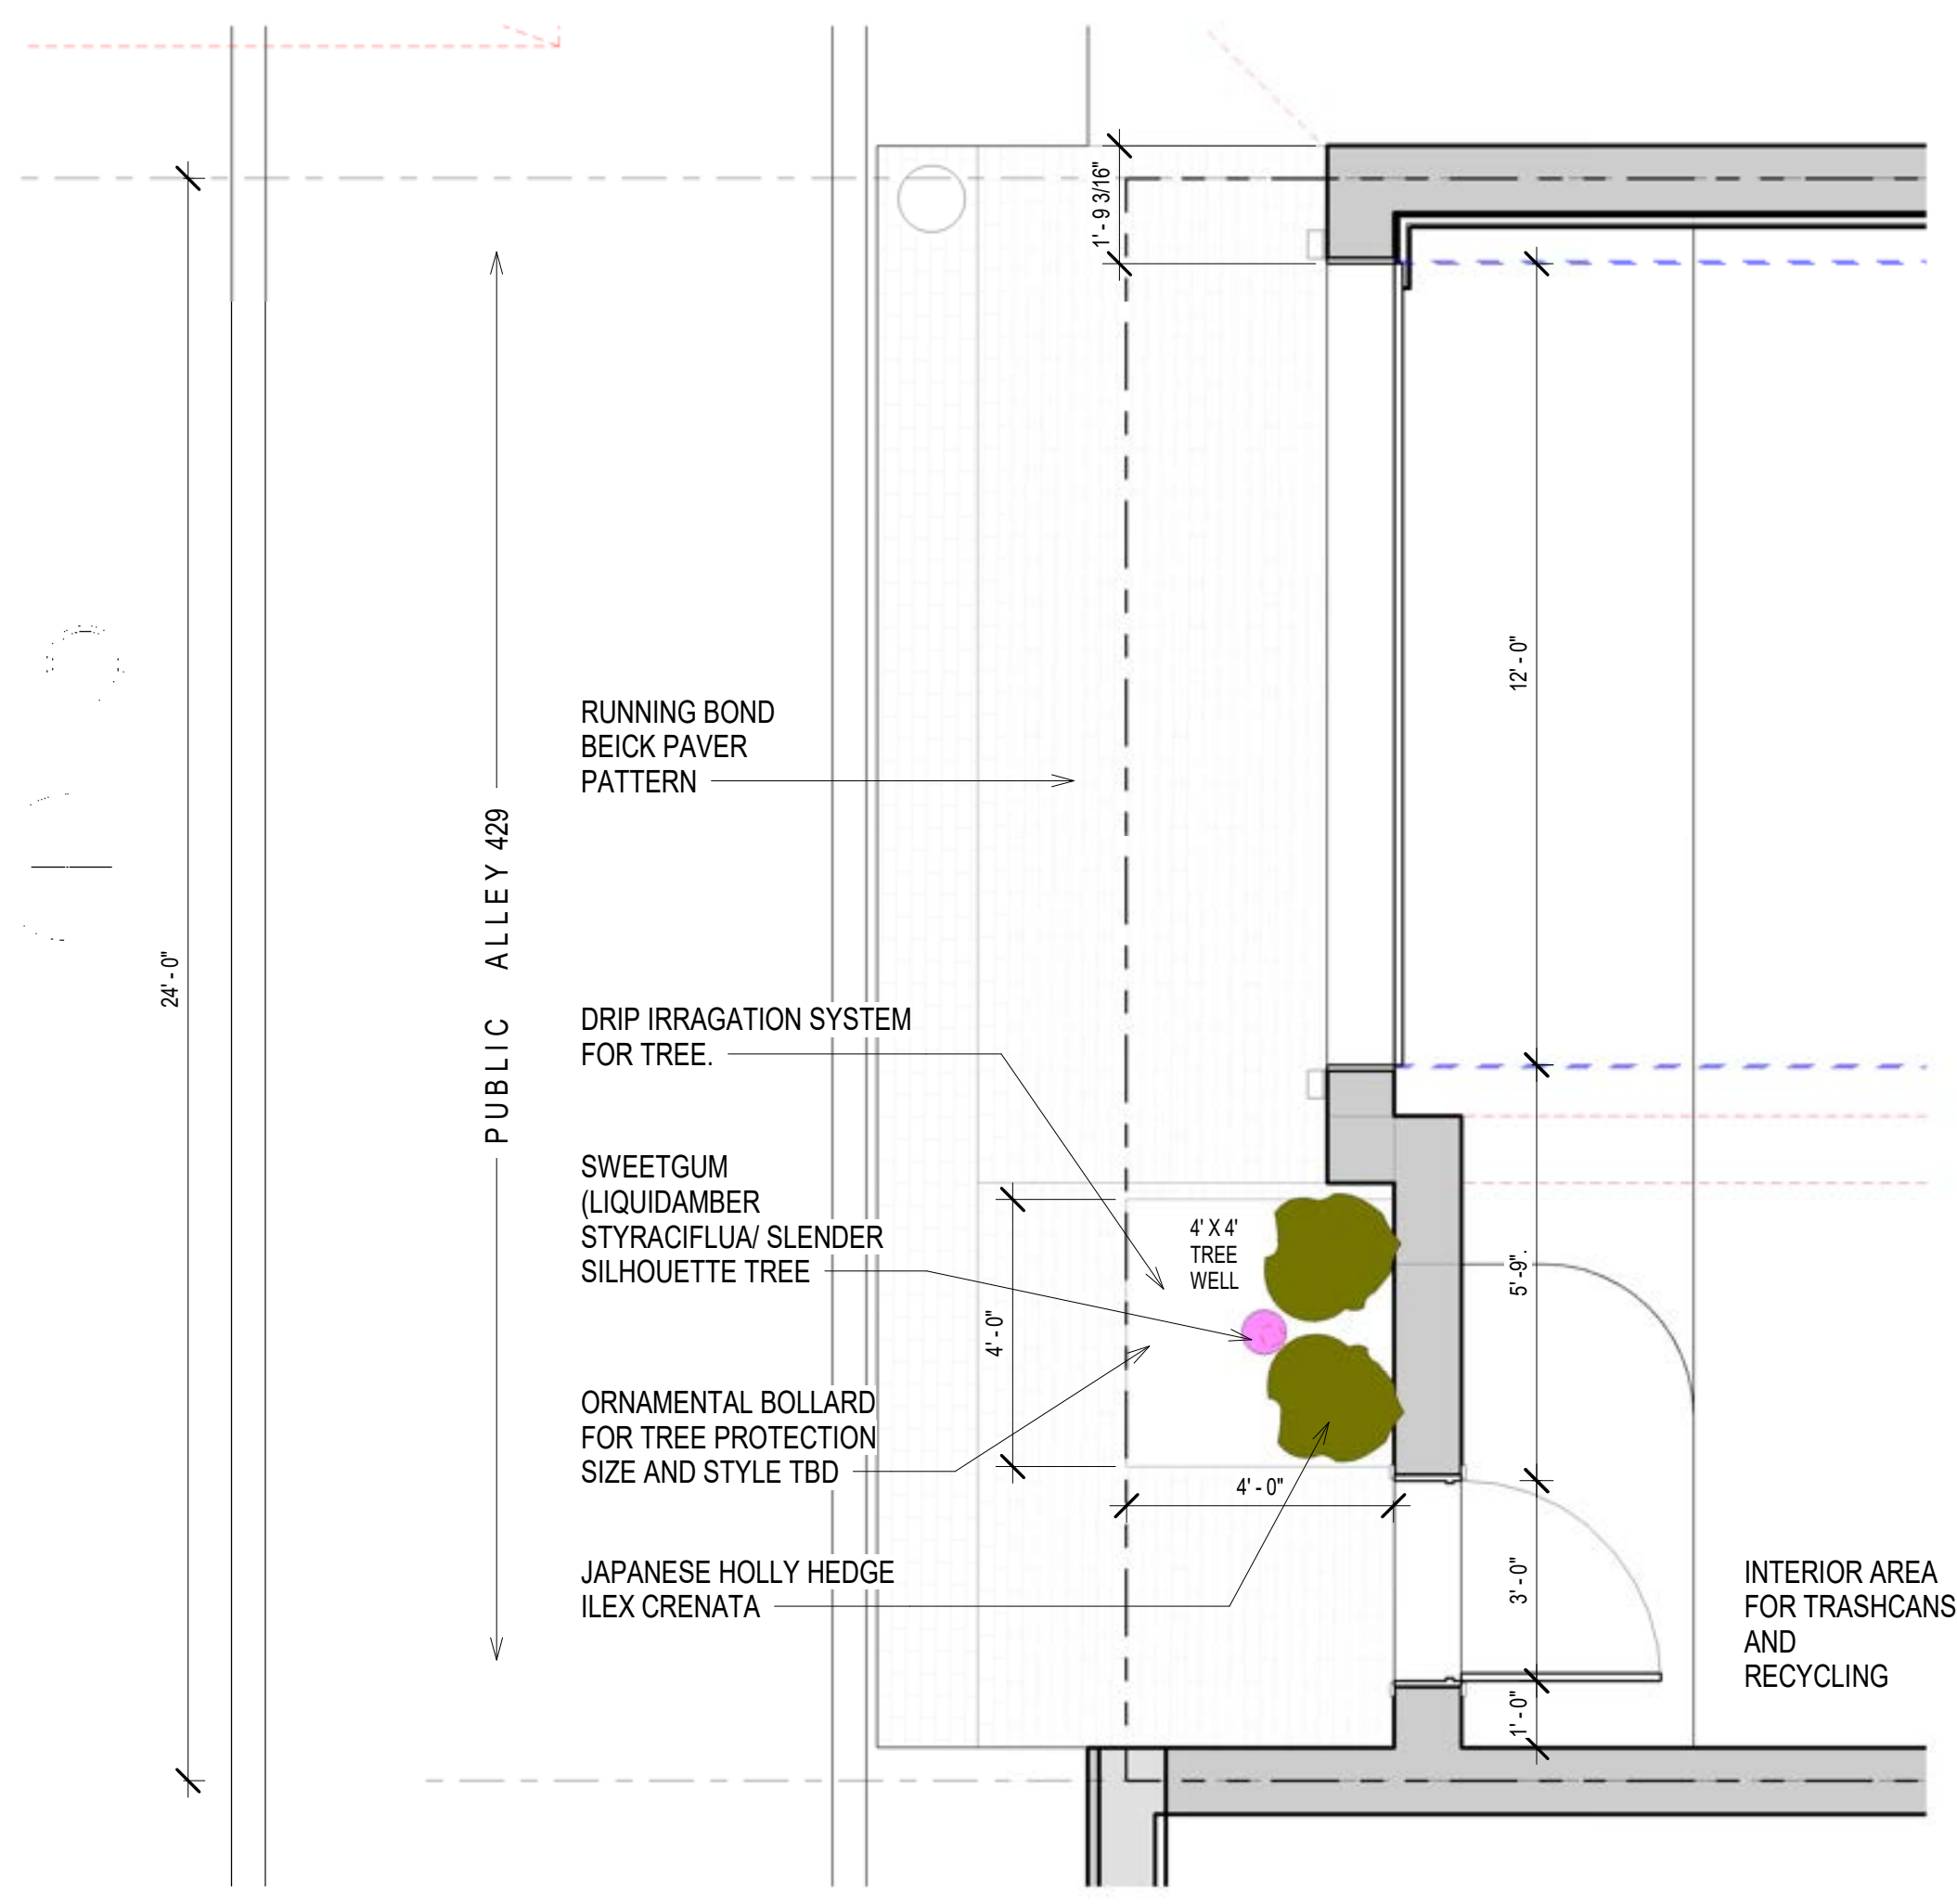 1' - 9 3/16"
RUNNING BOND
BEICK PAVER
PATTERN
12' - 0"
PUBLIC ALLEY 429
24' - 0"
DRIP IRRAGATION SYSTEM
FOR TREE.
SWEETGUM
(LIQUIDAMBER
STYRACIFLUA/ SLENDER
SILHOUETTE TREE
4' X 4'
TREE
WELL
5' -9".
4' - 0"
ORNAMENTAL BOLLARD
FOR TREE PROTECTION
SIZE AND STYLE TBD
4' - 0"
JAPANESE HOLLY HEDGE
ILEX CRENATA
3' - 0"
INTERIOR AREA
FOR TRASHCANS
AND
RECYCLING
1' - 0"